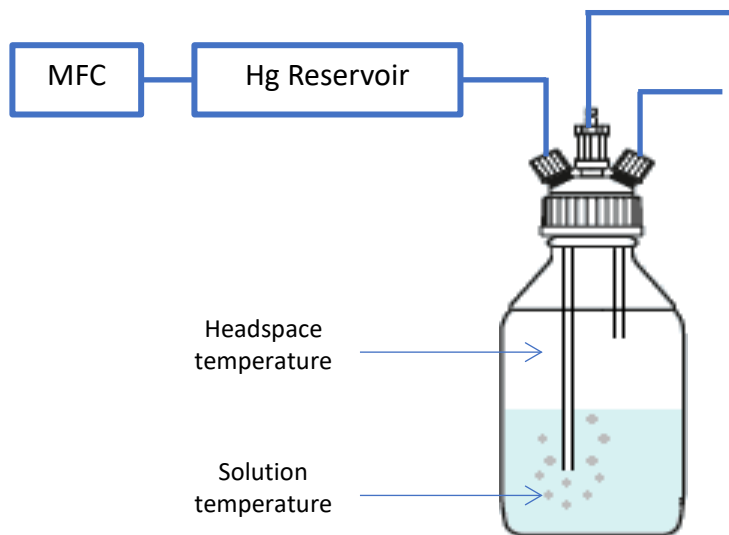 MFC
Hg Reservoir
Headspace
temperature
Solution
temperature